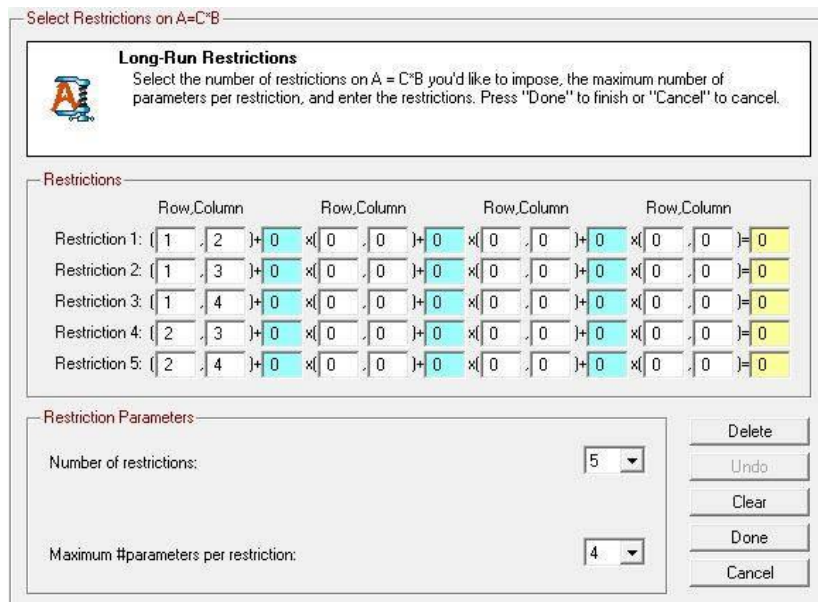 Select Restrictions on A=C*B
Long-Run Restrictions
Select the number of restrictions on A = C*B you'd like to impose, the maximum number of
parameters per restriction, and enter the restrictions. Press "Done" to finish or "Cancel" to cancel.
Restrictions
Row,Column Row,Column Row,Column Row,Column
Restriction 1: ( 1 , 2 )+ 0 x( 0 , 0 )+ 0 x( 0 , 0 )+ 0 x( 0 , 0 )= 0
Restriction 2: ( 1 , 3 )+ 0 x( 0 , 0 )+ 0 x( 0 , 0 )+ 0 x( 0 , 0 )= 0
Restriction 3: ( 1 , 4 )+ 0 x( 0 , 0 )+ 0 x( 0 , 0 )+ 0 x( 0 , 0 )= 0
Restriction 4: ( 2 , 3 )+ 0 x( 0 , 0 )+ 0 x( 0 , 0 )+ 0 x( 0 , 0 )= 0
Restriction 5: ( 2 , 4 )+ 0 x( 0 , 0 )+ 0 x( 0 , 0 )+ 0 x( 0 , 0 )= 0
Restriction Parameters
Number of restrictions: 5
Maximum #parameters per restriction: 4
Delete
Undo
Clear
Done
Cancel